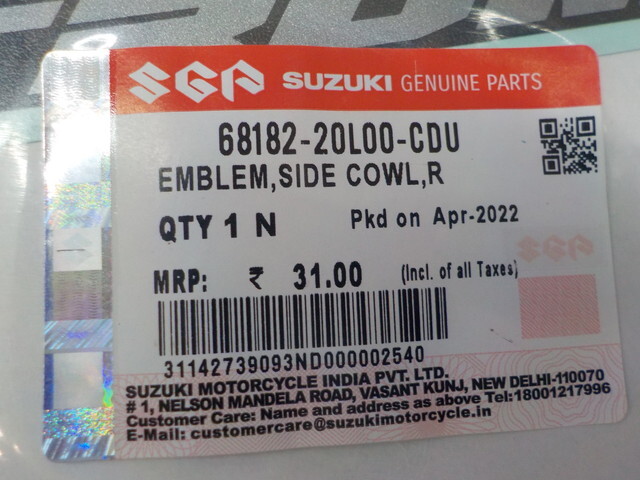 SGP SUZUKI GENUINE PARTS
68182-20L00-CDU
EMBLEM,SIDE COWL,R
QTY 1 N Pkd on Apr-2022
SGP
MRP: ₹ 31.00 (Incl. of all Taxes)
31142739093ND000002540
SUZUKI MOTORCYCLE INDIA PVT. LTD.
# 1, NELSON MANDELA ROAD, VASANT KUNJ, NEW DELHI-110070
Customer Care: Name and address as above Tel:18001217996
E-Mail: customercare@suzukimotorcycle.in